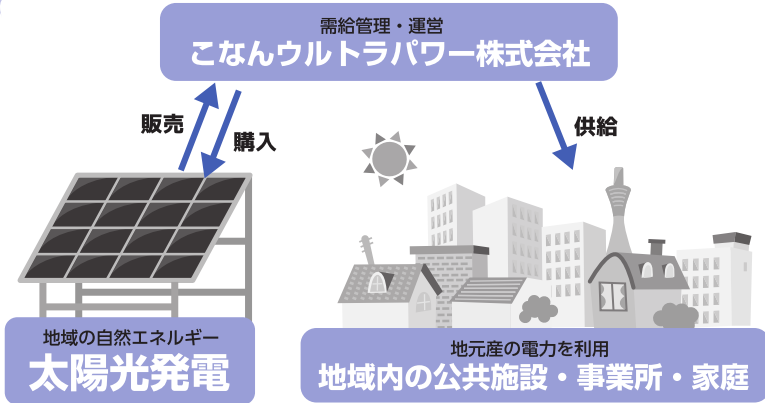 需給管理・運営
こなんウルトラパワー株式会社
販売
購入
供給
地域の自然エネルギー
太陽光発電
地元産の電力を利用
地域内の公共施設・事業所・家庭